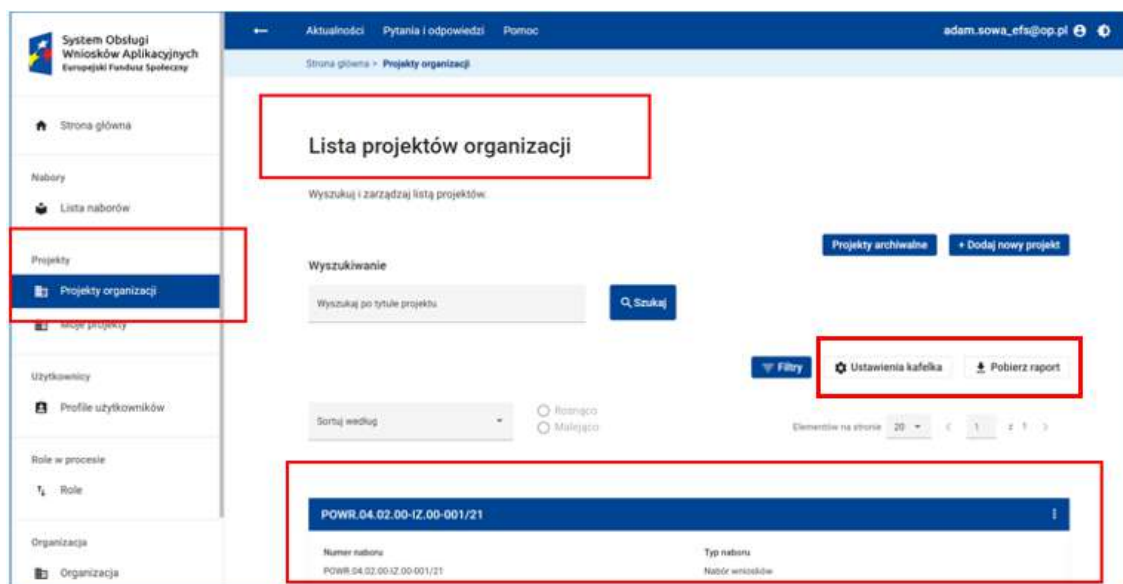 System Obsługi
Wniosków Aplikacyjnych
Europejski Fundusz Społeczny
Strona główna
Nabory
Lista naborów
Projekty
Projekty organizacji
Moje projekty
Użytkownicy
Profile użytkowników
Role w procesie
Role
Organizacja
Organizacja
Aktualności Pytania i odpowiedzi Pomoc adam.sowa_efs@op.pl
Strona główna > Projekty organizacji
Lista projektów organizacji
Wyszukuj i zarządzaj listą projektów.
Projekty archiwalne + Dodaj nowy projekt
Wyszukiwanie
Wyszukaj po tytule projektu Szukaj
Filtry Ustawienia kafelka Pobierz raport
Sortuj według Rosnąco
Malejąco
Elementów na stronie 20 < 1 z 1 >
POWR.04.02.00-IZ.00-001/21
Numer naboru Typ naboru
POWR.04.02.00-IZ.00-001/21 Nabór wniosków